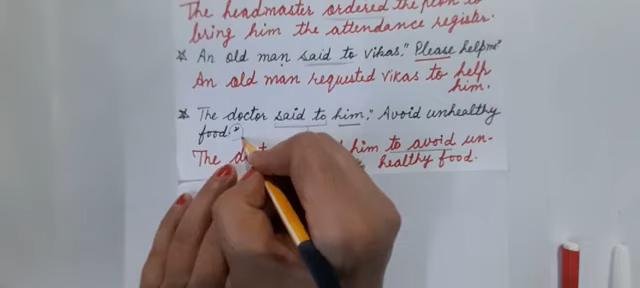 The headmaster ordered the peon to
bring him the attendance register.
☆ An old man said to vikas," Please help me"
An old man requested vikas to help
him.
☆ The doctor said to him," Avoid unhealthy
food."
The him to avoid un-
healthy food.